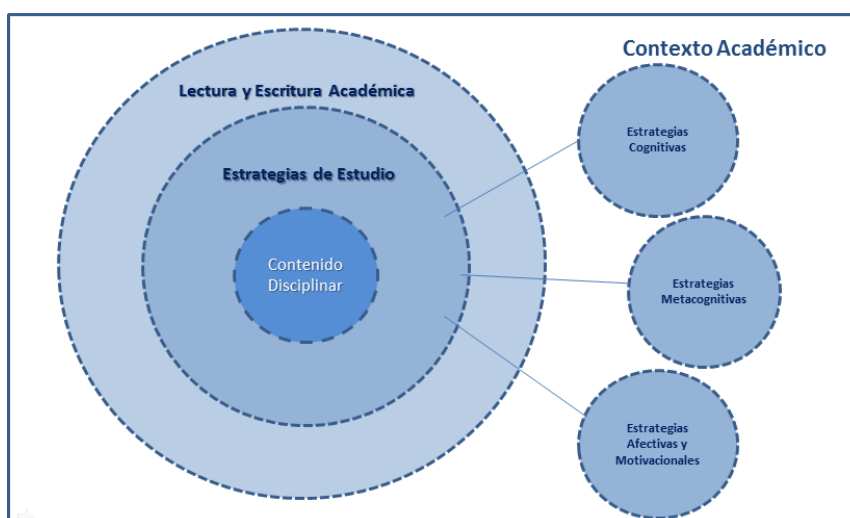 Contexto Académico
Lectura y Escritura Académica
Estrategias de Estudio
Contenido
Disciplinar
Estrategias
Cognitivas
Estrategias
Metacognitivas
Estrategias
Afectivas y
Motivacionales